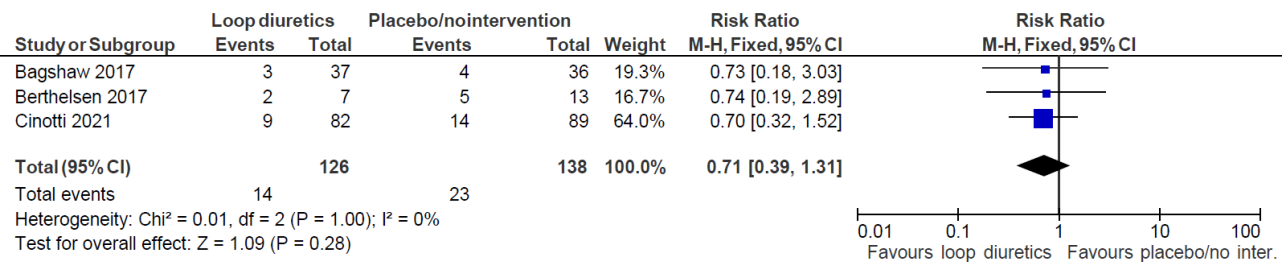 Loop diuretics Placebo/nointervention Risk Ratio Risk Ratio
Study or Subgroup Events Total Events Total Weight M-H, Fixed, 95% CI M-H, Fixed, 95% CI
Bagshaw 2017 3 37 4 36 19.3% 0.73 [0.18, 3.03]
Berthelsen 2017 2 7 5 13 16.7% 0.74 [0.19, 2.89]
Cinotti 2021 9 82 14 89 64.0% 0.70 [0.32, 1.52]
Total (95% CI) 126 138 100.0% 0.71 [0.39, 1.31]
Total events 14 23
Heterogeneity: Chi² = 0.01, df = 2 (P = 1.00); I² = 0%
Test for overall effect: Z = 1.09 (P = 0.28)
0.01 0.1 1 10 100
Favours loop diuretics Favours placebo/no inter.